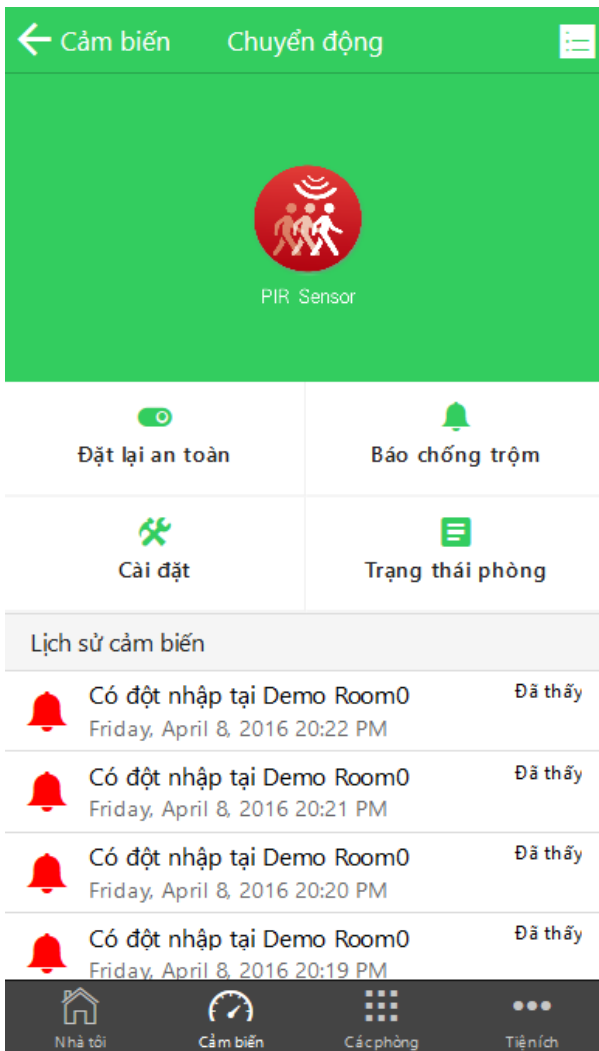 Cảm biến Chuyển động
PIR Sensor
Đặt lại an toàn Báo chống trộm
Cài đặt Trạng thái phòng
Lịch sử cảm biến
Có đột nhập tại Demo Room0 Đã thấy
Friday, April 8, 2016 20:22 PM
Có đột nhập tại Demo Room0 Đã thấy
Friday, April 8, 2016 20:21 PM
Có đột nhập tại Demo Room0 Đã thấy
Friday, April 8, 2016 20:20 PM
Có đột nhập tại Demo Room0 Đã thấy
Friday, April 8, 2016 20:19 PM
Nhà tôi Cảm biến Các phòng Tiện ích